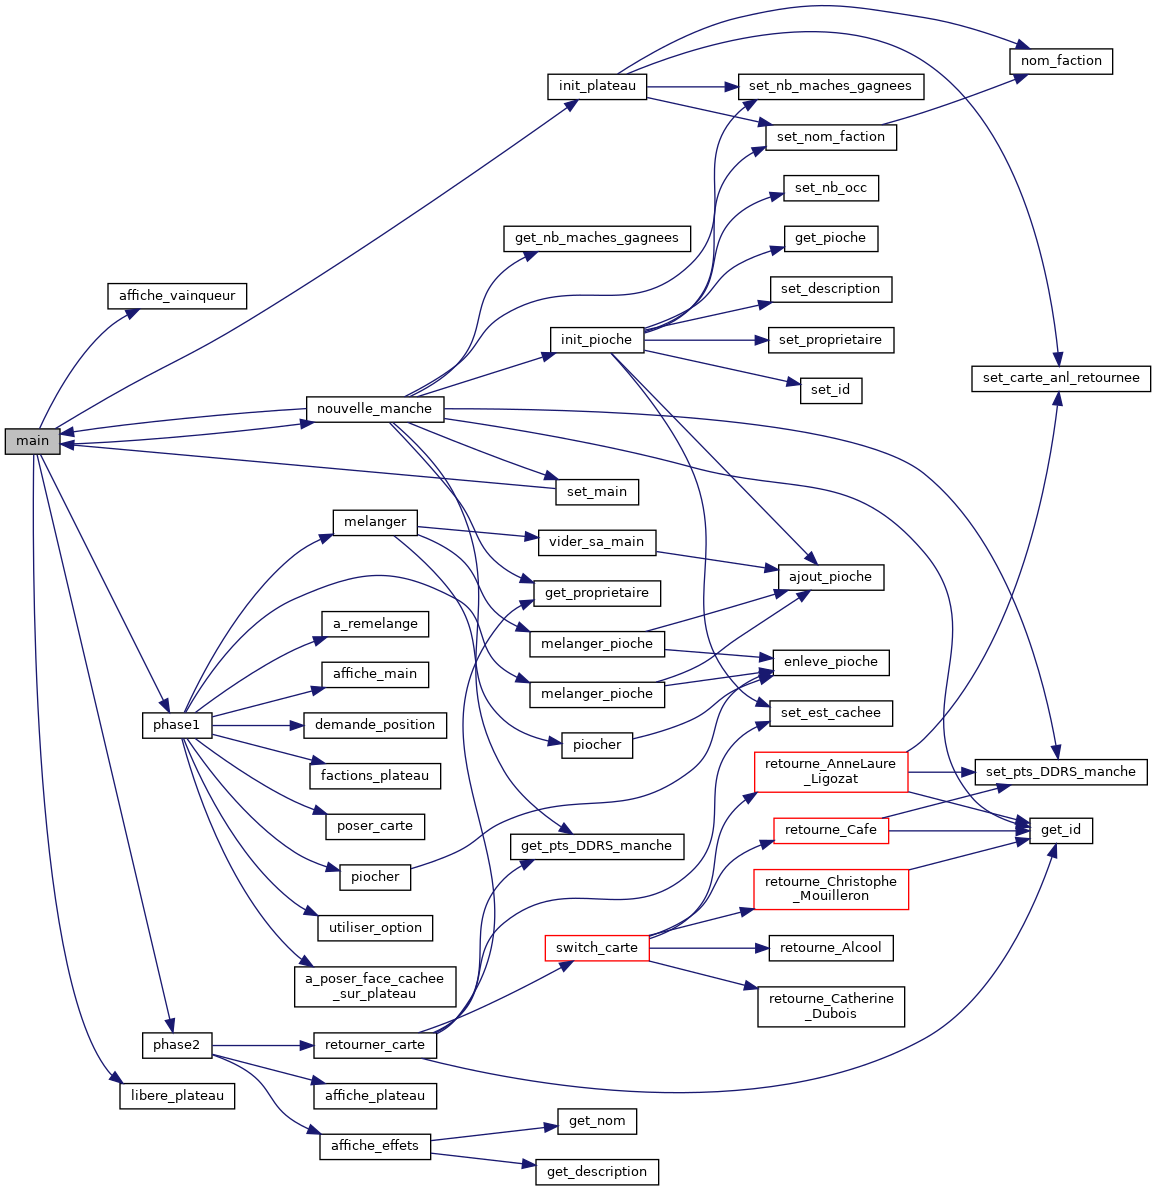 main
affiche_vainqueur
init_plateau
nom_faction
set_nb_maches_gagnees
set_nom_faction
set_carte_anl_retournee
nouvelle_manche
get_nb_maches_gagnees
init_pioche
set_nb_occ
get_pioche
set_description
set_proprietaire
set_id
ajout_pioche
set_est_cachee
set_main
get_proprietaire
get_pts_DDRS_manche
set_pts_DDRS_manche
get_id
phase1
melanger
vider_sa_main
melanger_pioche
melanger_pioche
piocher
enleve_pioche
a_remelange
affiche_main
demande_position
factions_plateau
poser_carte
piocher
utiliser_option
a_poser_face_cachee
_sur_plateau
phase2
retourner_carte
switch_carte
retourne_AnneLaure
_Ligozat
retourne_Cafe
retourne_Christophe
_Mouilleron
retourne_Alcool
retourne_Catherine
_Dubois
affiche_plateau
affiche_effets
get_nom
get_description
libere_plateau